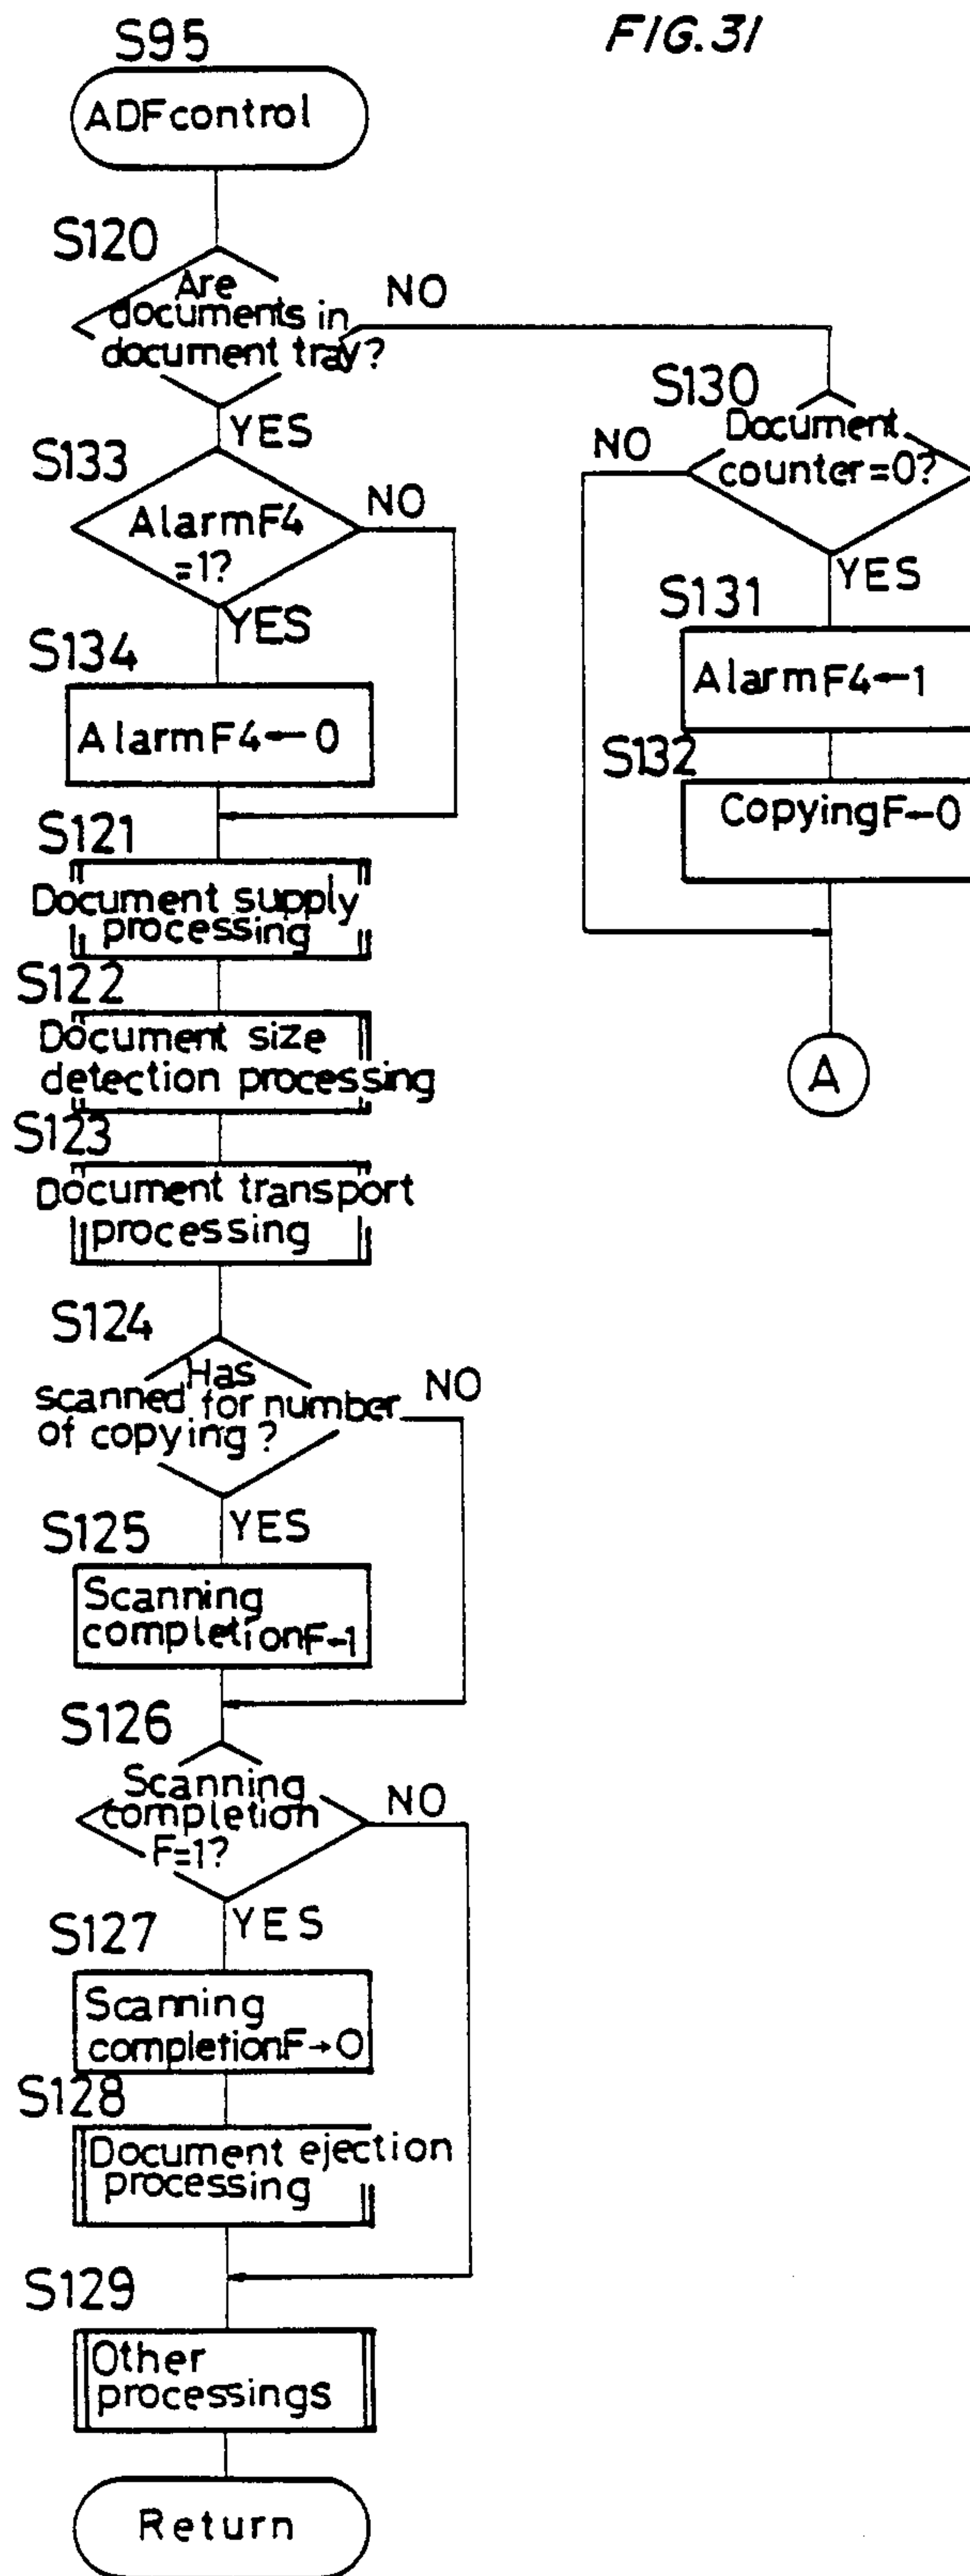 FIG.31
S95
ADFcontrol
S120
Are
documents in
document tray?
NO
YES
S133
AlarmF4
=1?
NO
YES
S134
AlarmF4←0
S121
Document supply
processing
S122
Document size
detection processing
S123
Document transport
processing
S124
Has
scanned for number
of copying?
NO
YES
S125
Scanning
completionF-1
S126
Scanning
completion
F=1?
NO
YES
S127
Scanning
completionF→0
S128
Document ejection
processing
S129
Other
processings
Return
S130
Document
counter=0?
NO
YES
S131
AlarmF4←1
S132
CopyingF←0
A